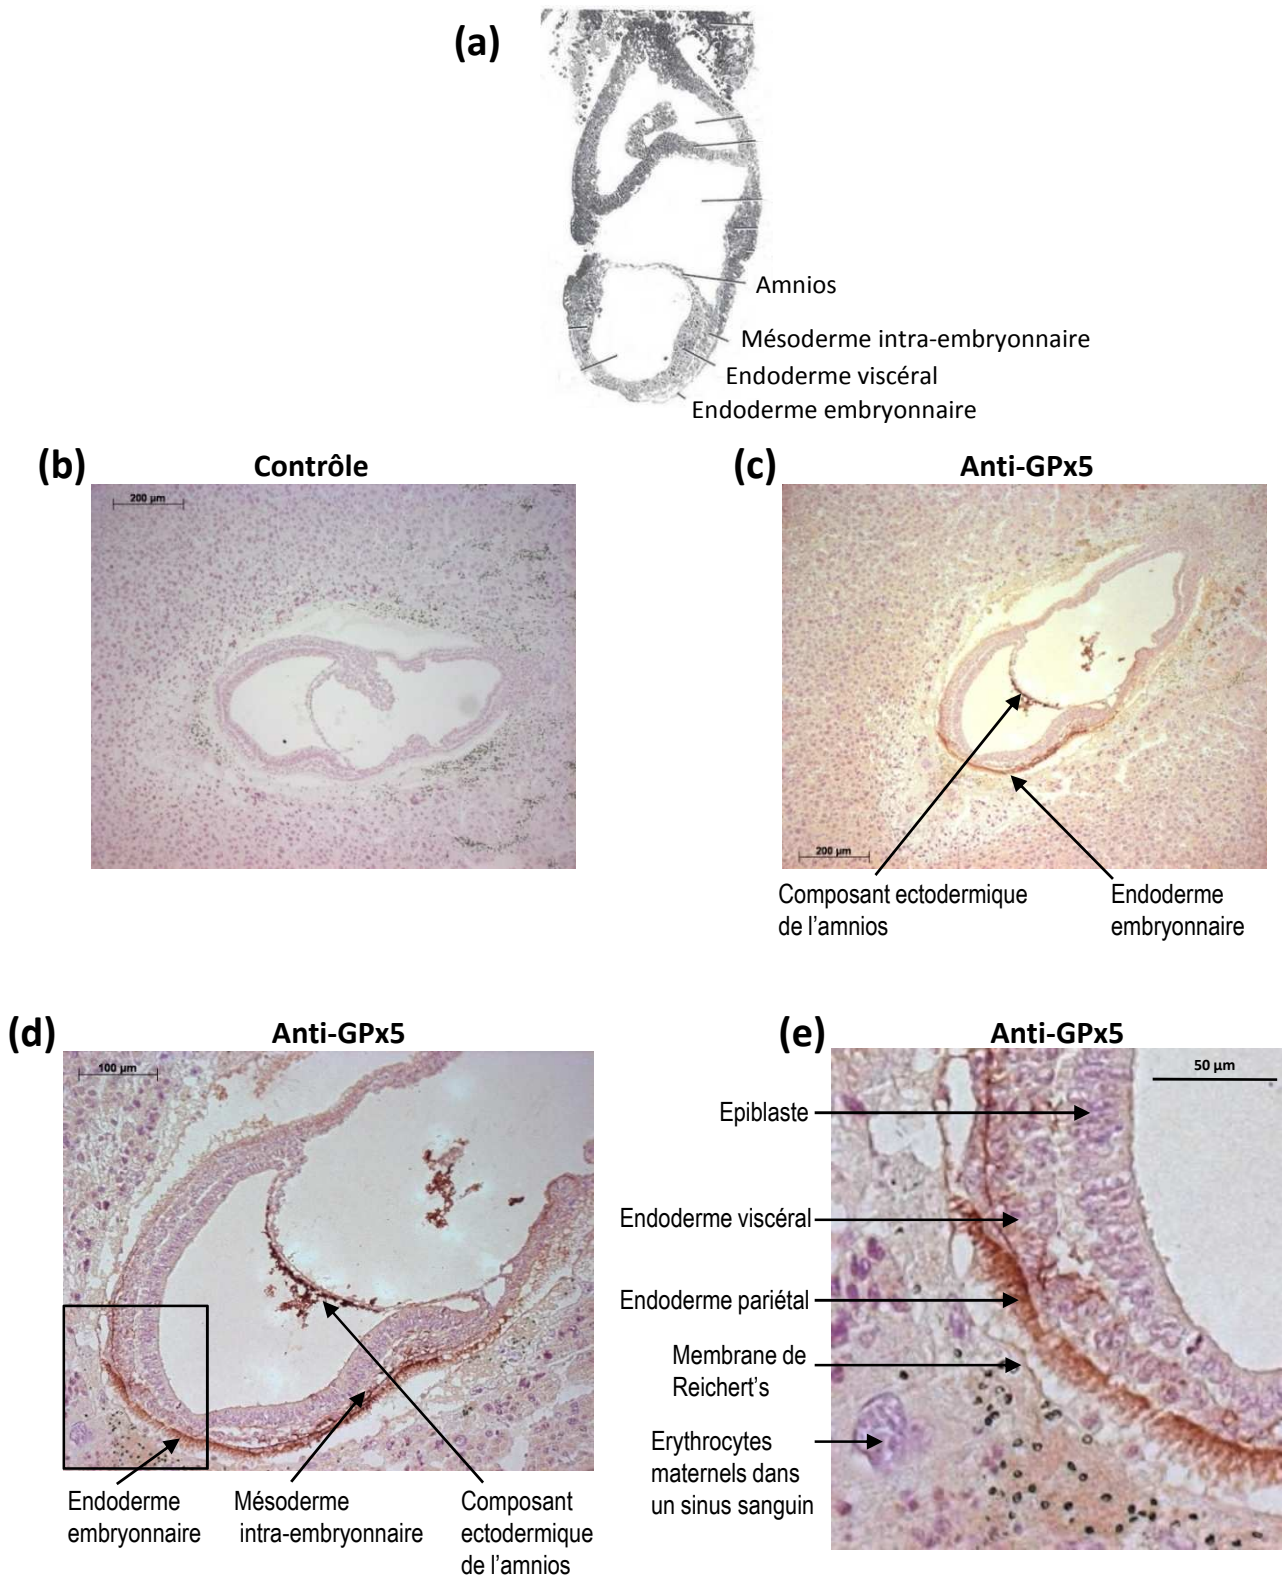 (a)
Amnios
Mésoderme intra-embryonnaire
Endoderme viscéral
Endoderme embryonnaire
(b)
Contrôle
200 µm
(c)
Anti-GPx5
200 µm
Composant ectodermique
de l'amnios
Endoderme
embryonnaire
(d)
Anti-GPx5
100 µm
Endoderme
embryonnaire
Mésoderme
intra-embryonnaire
Composant
ectodermique
de l'amnios
(e)
Anti-GPx5
50 µm
Epiblaste
Endoderme viscéral
Endoderme pariétal
Membrane de
Reichert's
Erythrocytes
maternels dans
un sinus sanguin